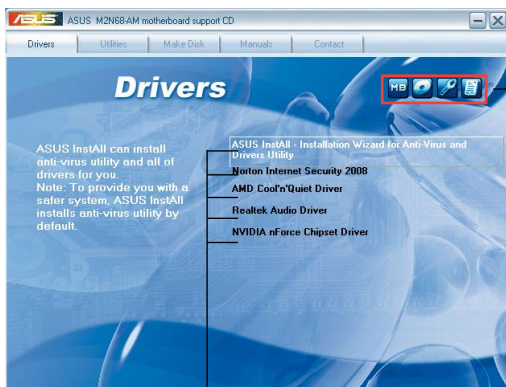 ASUS ASUS M2N68-AM motherboard support CD
Drivers Utilities Make Disk Manuals Contact
Drivers
MB
ASUS InstAll can install
anti-virus utility and all of
drivers for you.
Note: To provide you with a
safer system, ASUS InstAll
installs anti-virus utility by
default.
ASUS InstAll - Installation Wizard for Anti-Virus and
Drivers Utility
Norton Internet Security 2008
AMD Cool'n'Quiet Driver
Realtek Audio Driver
NVIDIA nForce Chipset Driver